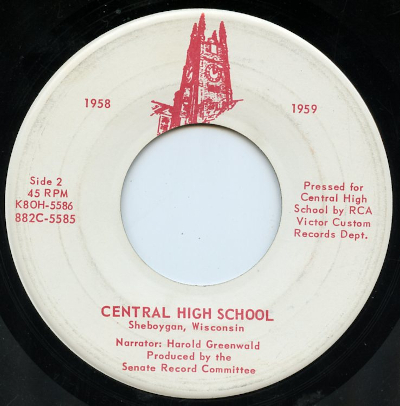 1958
1959
Side 2
45 RPM
K8OH-5586
882C-5585
Pressed for
Central High
School by RCA
Victor Custom
Records Dept.
CENTRAL HIGH SCHOOL
Sheboygan, Wisconsin
Narrator: Harold Greenwald
Produced by the
Senate Record Committee